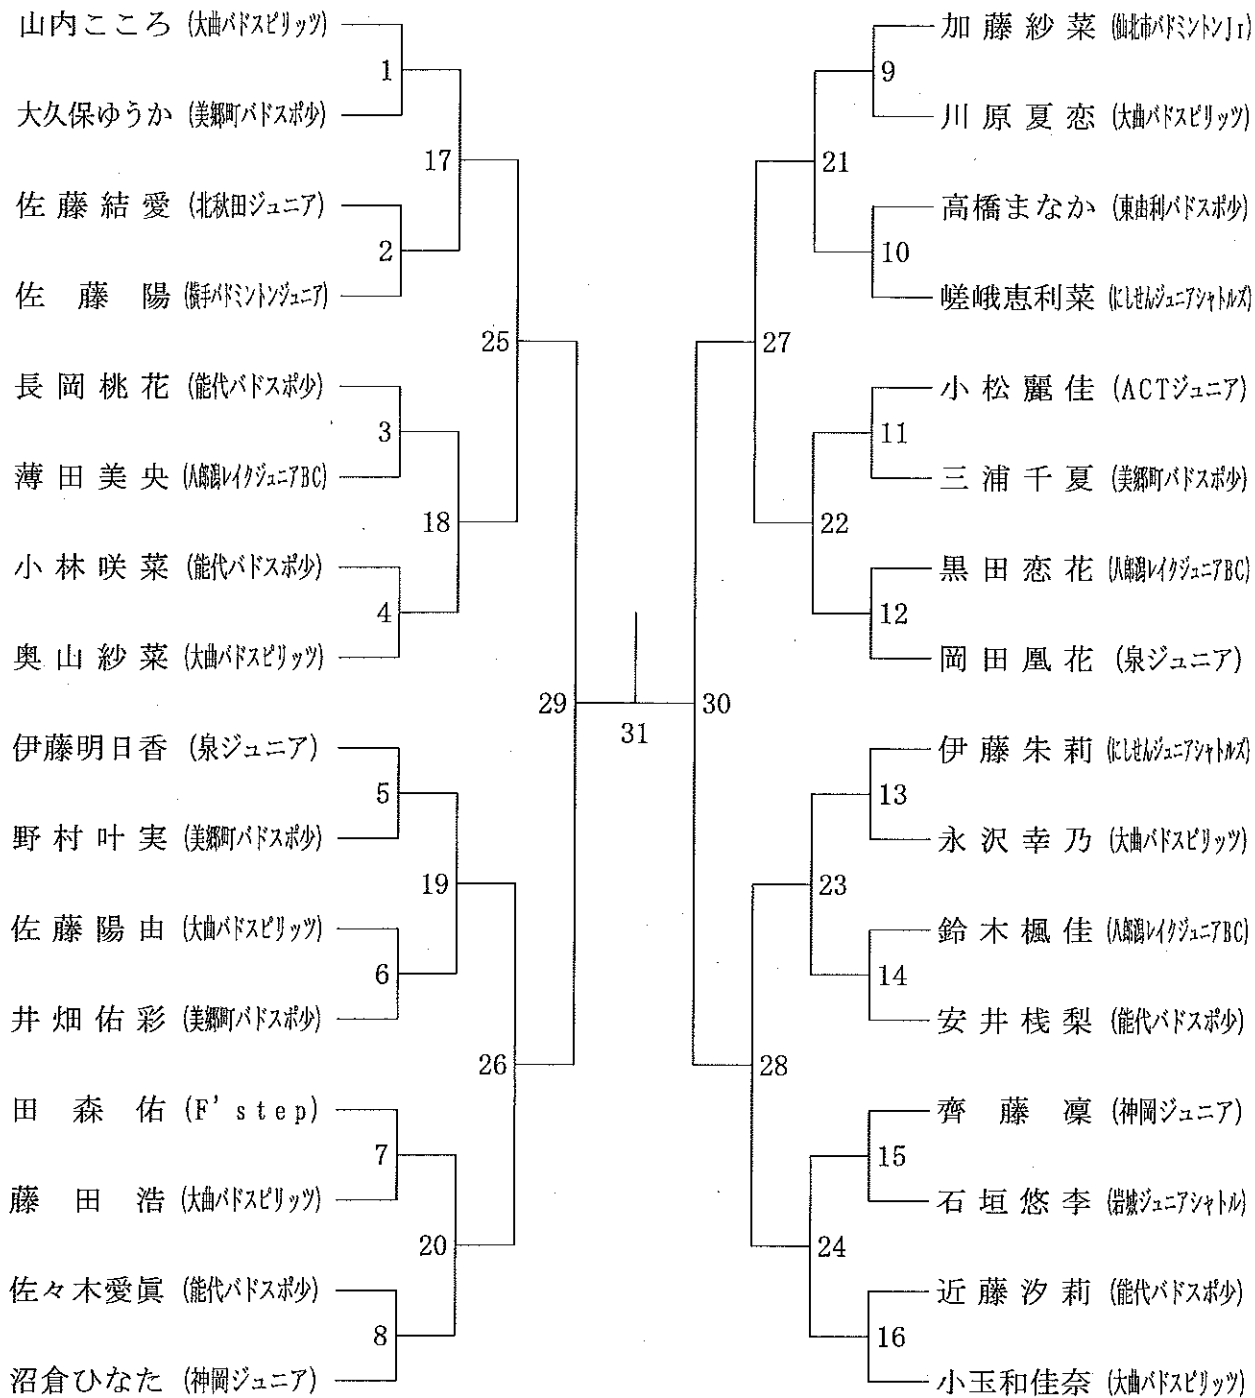 山内こころ (大曲バドスピリッツ)
1
大久保ゆうか (美郷町バドスポ少)
17
佐藤結愛 (北秋田ジュニア)
2
佐藤陽 (横手バドミントンジュニア)
25
長岡桃花 (能代バドスポ少)
3
薄田美央 (八郎潟レイクジュニアBC)
18
小林咲菜 (能代バドスポ少)
4
奥山紗菜 (大曲バドスピリッツ)
29
伊藤明日香 (泉ジュニア)
5
野村叶実 (美郷町バドスポ少)
19
佐藤陽由 (大曲バドスピリッツ)
6
井畑佑彩 (美郷町バドスポ少)
26
田森佑 (F'step)
7
藤田浩 (大曲バドスピリッツ)
20
佐々木愛眞 (能代バドスポ少)
8
沼倉ひなた (神岡ジュニア)
31
加藤紗菜 (仙北市バドミントンJr)
9
川原夏恋 (大曲バドスピリッツ)
21
高橋まなか (東由利バドスポ少)
10
嵯峨恵利菜 (にしせんジュニアシャトルズ)
27
小松麗佳 (ACTジュニア)
11
三浦千夏 (美郷町バドスポ少)
22
黒田恋花 (八郎潟レイクジュニアBC)
12
岡田凰花 (泉ジュニア)
30
伊藤朱莉 (にしせんジュニアシャトルズ)
13
永沢幸乃 (大曲バドスピリッツ)
23
鈴木楓佳 (八郎潟レイクジュニアBC)
14
安井桟梨 (能代バドスポ少)
28
齊藤凜 (神岡ジュニア)
15
石垣悠李 (岩城ジュニアシャトル)
24
近藤汐莉 (能代バドスポ少)
16
小玉和佳奈 (大曲バドスピリッツ)